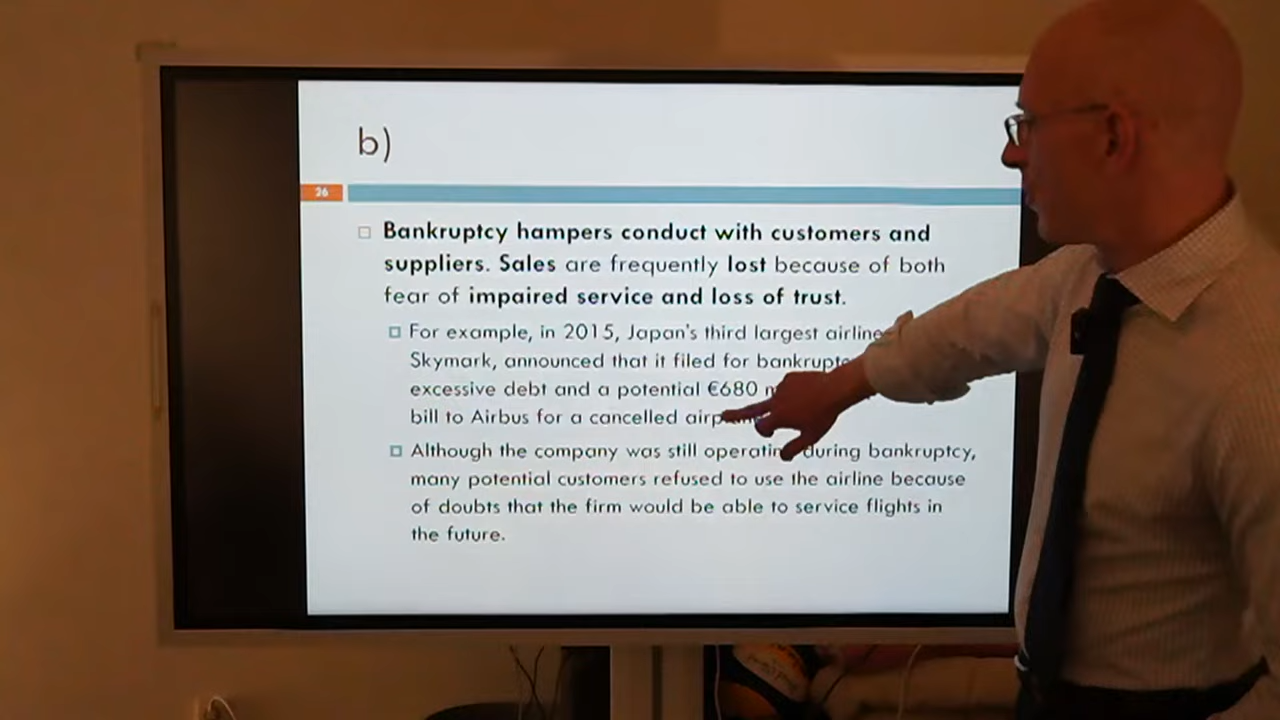 b)
26
Bankruptcy hampers conduct with customers and
suppliers. Sales are frequently lost because of both
fear of impaired service and loss of trust.
For example, in 2015, Japan's third largest airline
Skymark, announced that it filed for
excessive debt and a potential €680
bill to Airbus for a cancelled
Although the company was still during bankruptcy,
many potential customers refused to use the airline because
of doubts that the firm would be able to service flights in
the future.